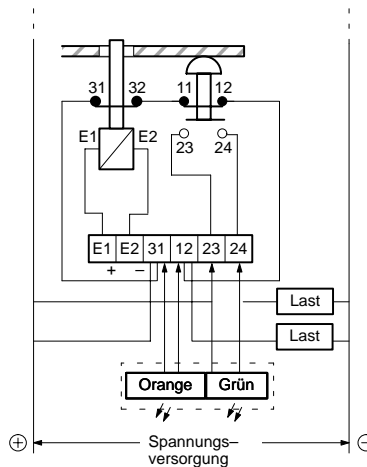 31 32 11 12
E1 E2
23 24
E1 E2 31 12 23 24
+ −
Last
Last
Orange Grün
+ Spannungs– −
versorgung